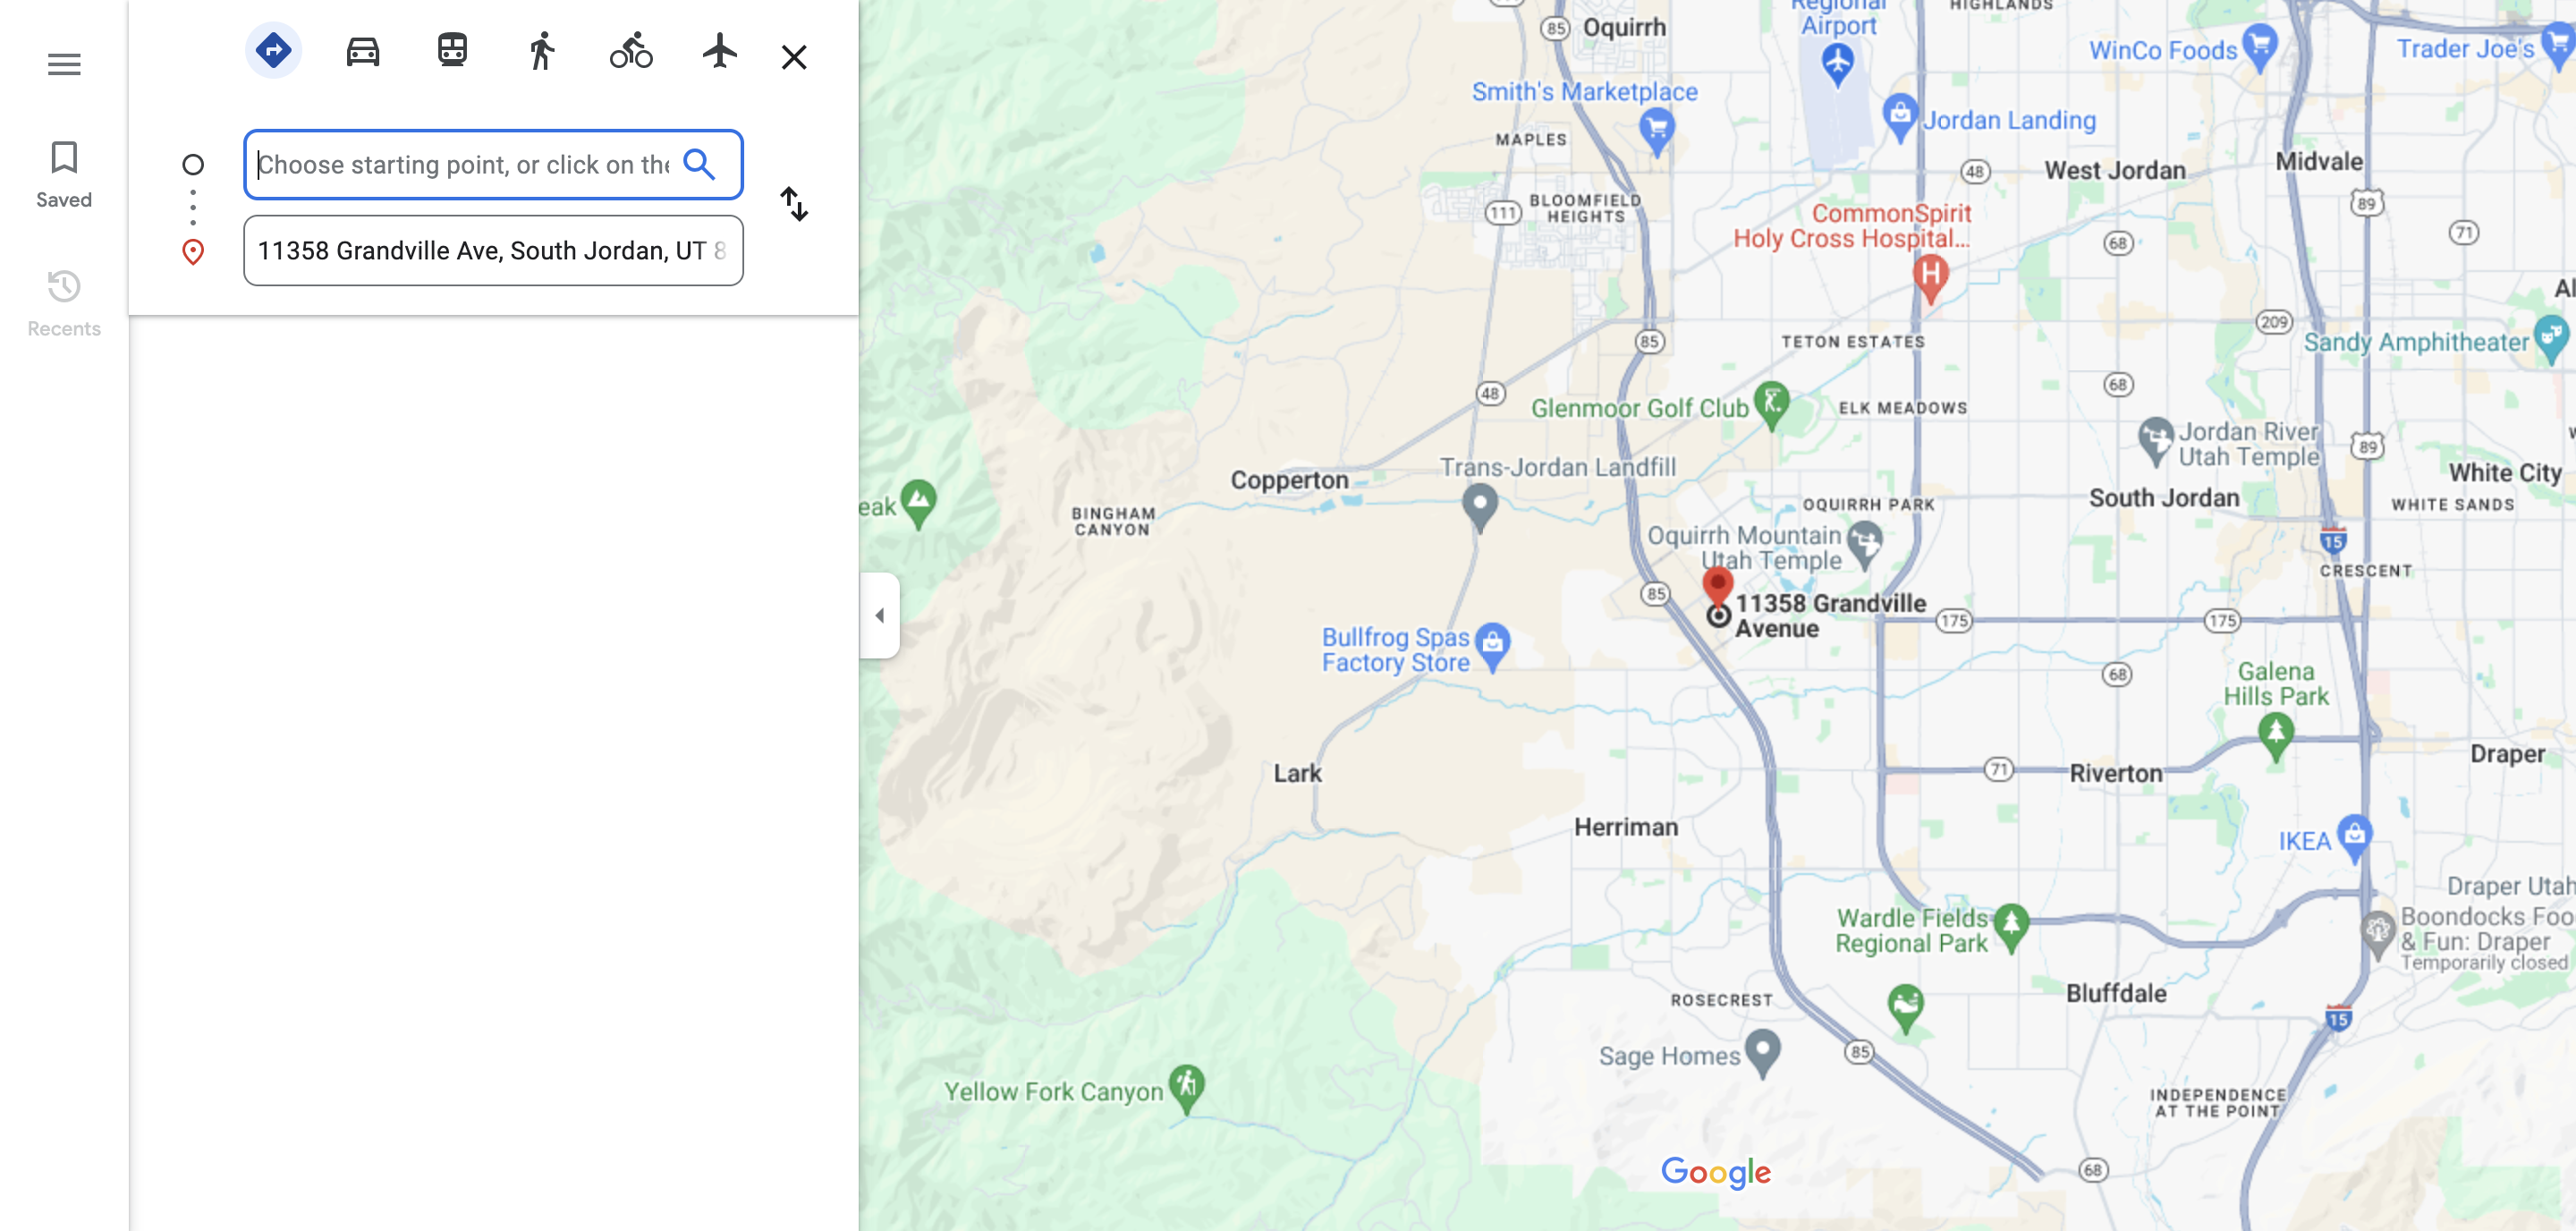 Saved
Recents
Choose starting point, or click on the
11358 Grandville Ave, South Jordan, UT 8
Regional
Airport
HIGHLANDS
85
Oquirrh
WinCo Foods
Trader Joe's
Smith's Marketplace
Jordan Landing
MAPLES
48
West Jordan
Midvale
111
BLOOMFIELD
HEIGHTS
89
CommonSpirit
Holy Cross Hospital...
68
71
H
209
85
TETON ESTATES
Sandy Amphitheater
48
68
Glenmoor Golf Club
ELK MEADOWS
Jordan River
Utah Temple
89
Copperton
Trans-Jordan Landfill
White City
eak
BINGHAM
CANYON
OQUIRRH PARK
South Jordan
WHITE SANDS
Oquirrh Mountain
Utah Temple
15
CRESCENT
85
11358 Grandville
Avenue
175
175
Bullfrog Spas
Factory Store
68
Galena
Hills Park
Lark
71
Riverton
Draper
Herriman
IKEA
Draper Utah
Wardle Fields
Regional Park
Boondocks Foo
& Fun: Draper
Temporarily closed
ROSECREST
Bluffdale
15
Sage Homes
85
Yellow Fork Canyon
INDEPENDENCE
AT THE POINT
Google
68